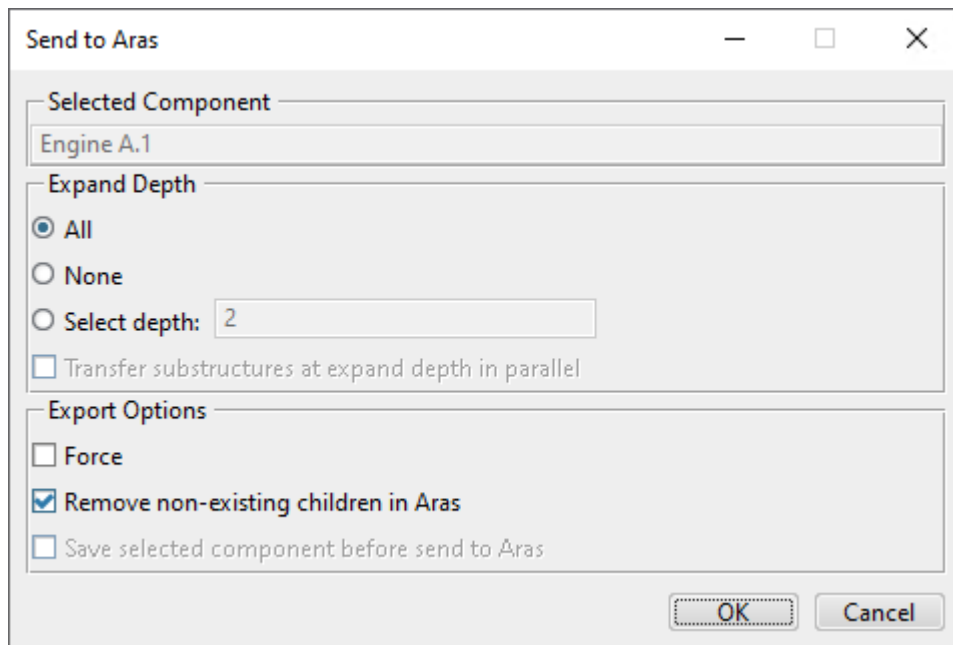 Send to Aras
Selected Component
Engine A.1
Expand Depth
All
None
Select depth: 2
Transfer substructures at expand depth in parallel
Export Options
Force
Remove non-existing children in Aras
Save selected component before send to Aras
OK Cancel